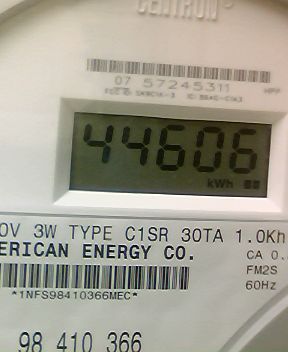 CENTRON®
07 57245311
44606
kWh
0V 3W TYPE C1SR 30TA 1.0Kh
ERICAN ENERGY CO.
CA 0.
FM2S
*1NFS98410366MEC*
60Hz
98 410 366